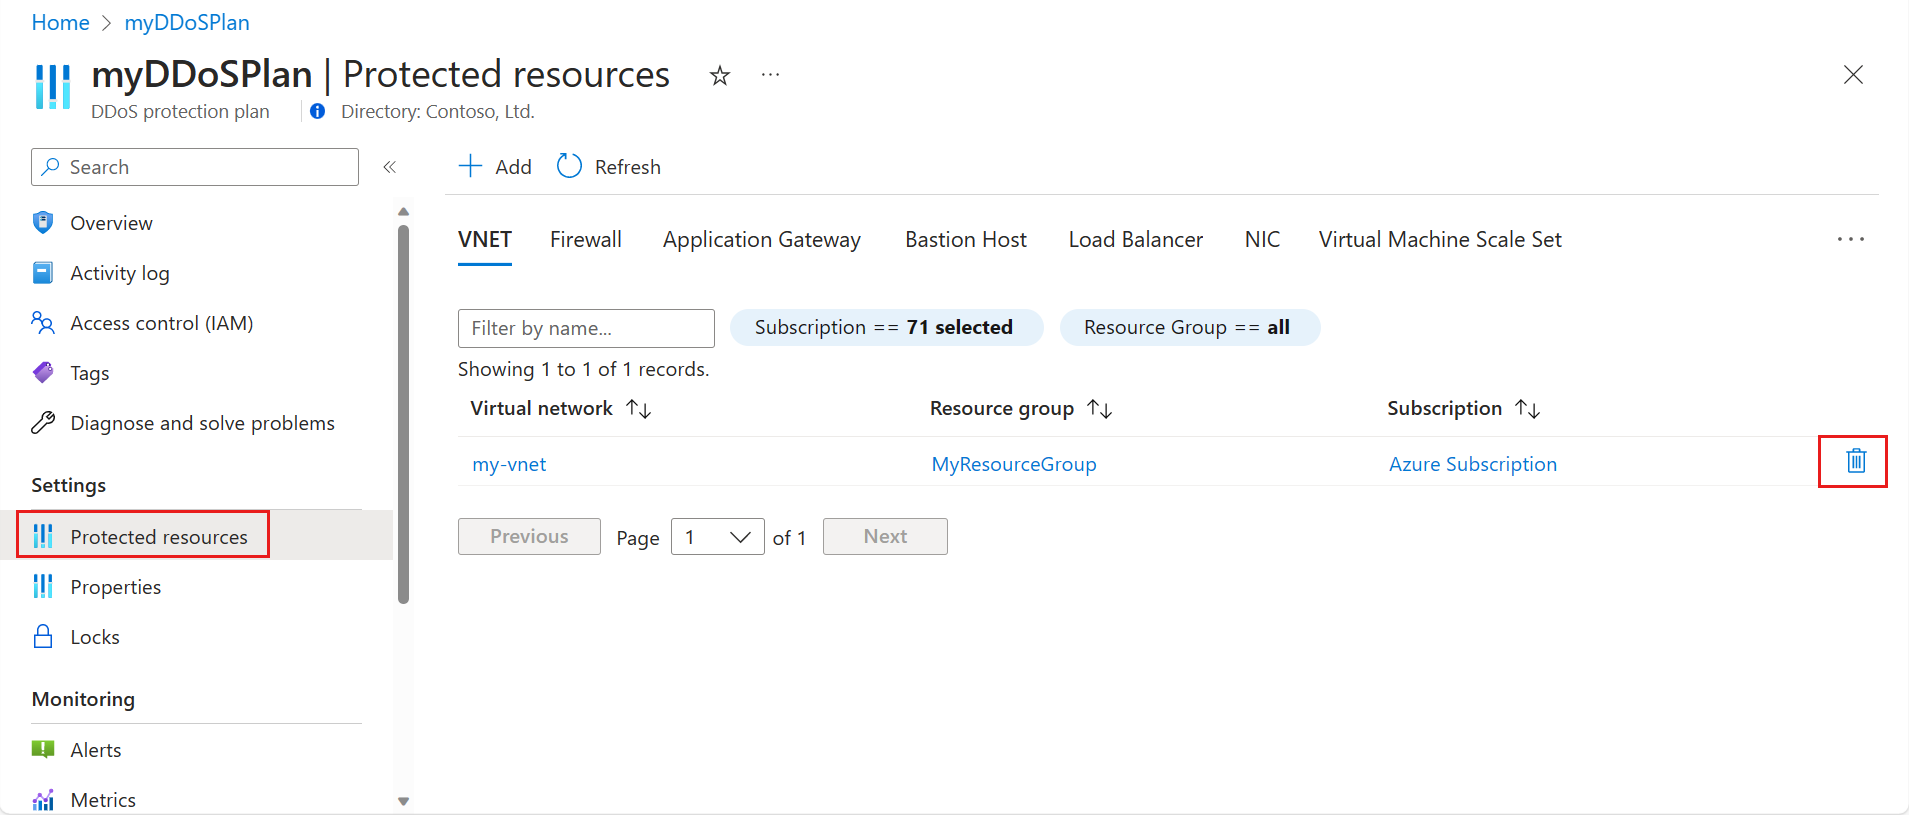 Home > myDDoSPlan
myDDoSPlan | Protected resources
DDoS protection plan
Directory: Contoso, Ltd.
Search
Overview
Activity log
Access control (IAM)
Tags
Diagnose and solve problems
Settings
Protected resources
Properties
Locks
Monitoring
Alerts
Metrics
Add Refresh
VNET Firewall Application Gateway Bastion Host Load Balancer NIC Virtual Machine Scale Set
Filter by name... Subscription == 71 selected Resource Group == all
Showing 1 to 1 of 1 records.
Virtual network Resource group Subscription
my-vnet MyResourceGroup Azure Subscription
Previous Page 1 of 1 Next